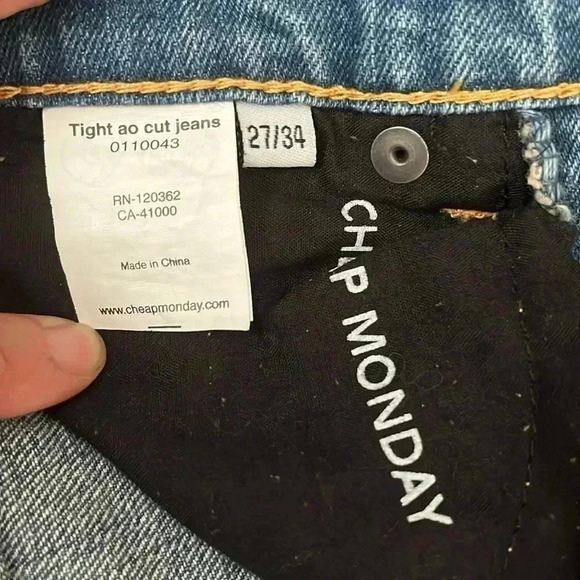 Tight ao cut jeans
0110043
27/34
RN-120362
CA-41000
Made in China
www.cheapmonday.com
CHAP MONDAY